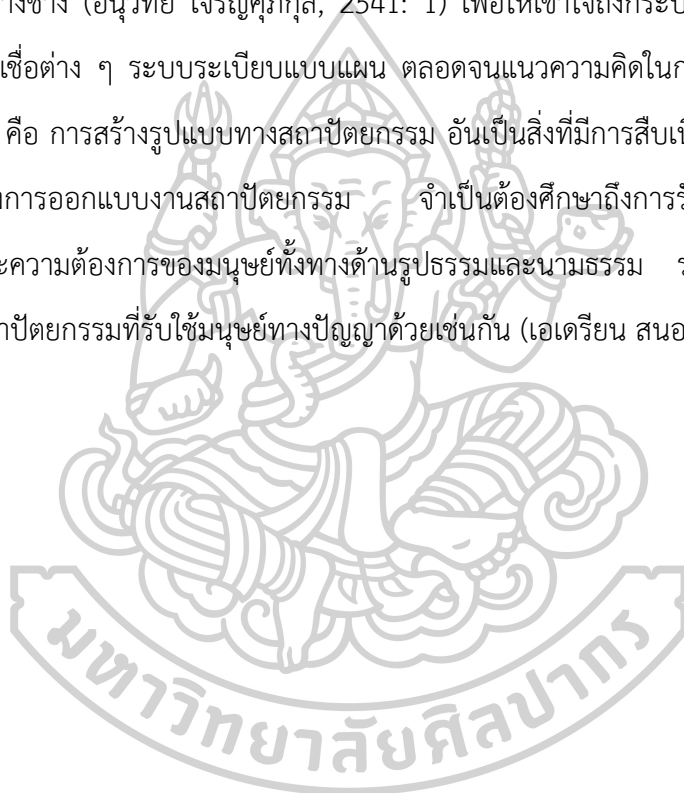 างช่าง (อนุวิทย์ เจริญศุภกุล, 2541: 1) เพื่อให้เข้าใจถึงกระบ
เชื่อต่าง ๆ ระบบระเบียบแบบแผน ตลอดจนแนวความคิดในก
คือ การสร้างรูปแบบทางสถาปัตยกรรม อันเป็นสิ่งที่มีการสืบเนื
งการออกแบบงานสถาปัตยกรรม จำเป็นต้องศึกษาถึงการรั
ะความต้องการของมนุษย์ทั้งทางด้านรูปธรรมและนามธรรม ร
าปัตยกรรมที่รับใช้มนุษย์ทางปัญญาด้วยเช่นกัน (เอเดรียน สนอ
มหาวิทยาลัยศิลปากร